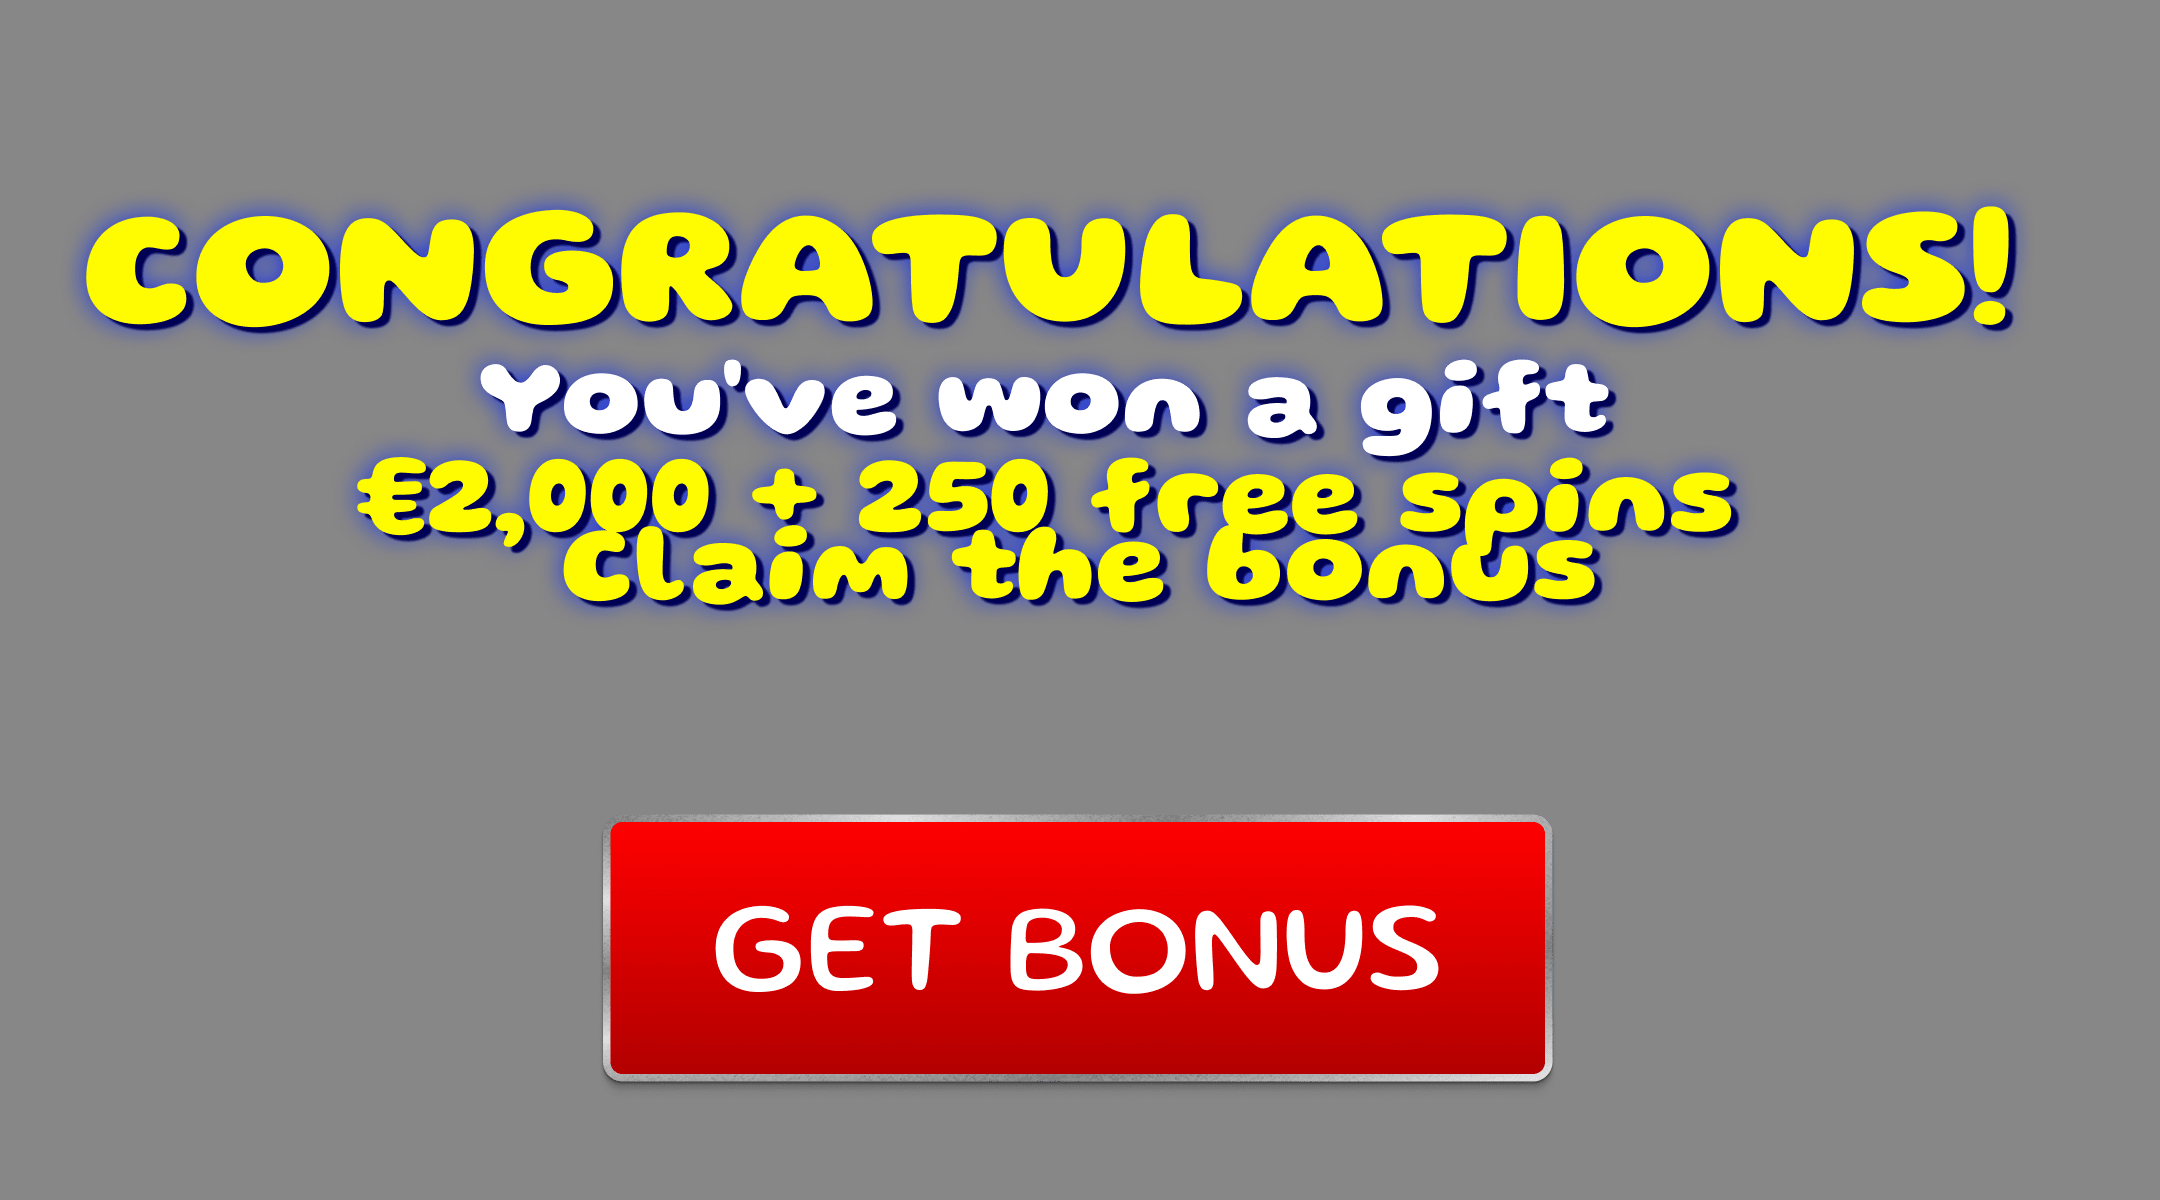 CONGRATULATIONS!
You've won a gift
€2,000 + 250 free spins
Claim the bonus
GET BONUS